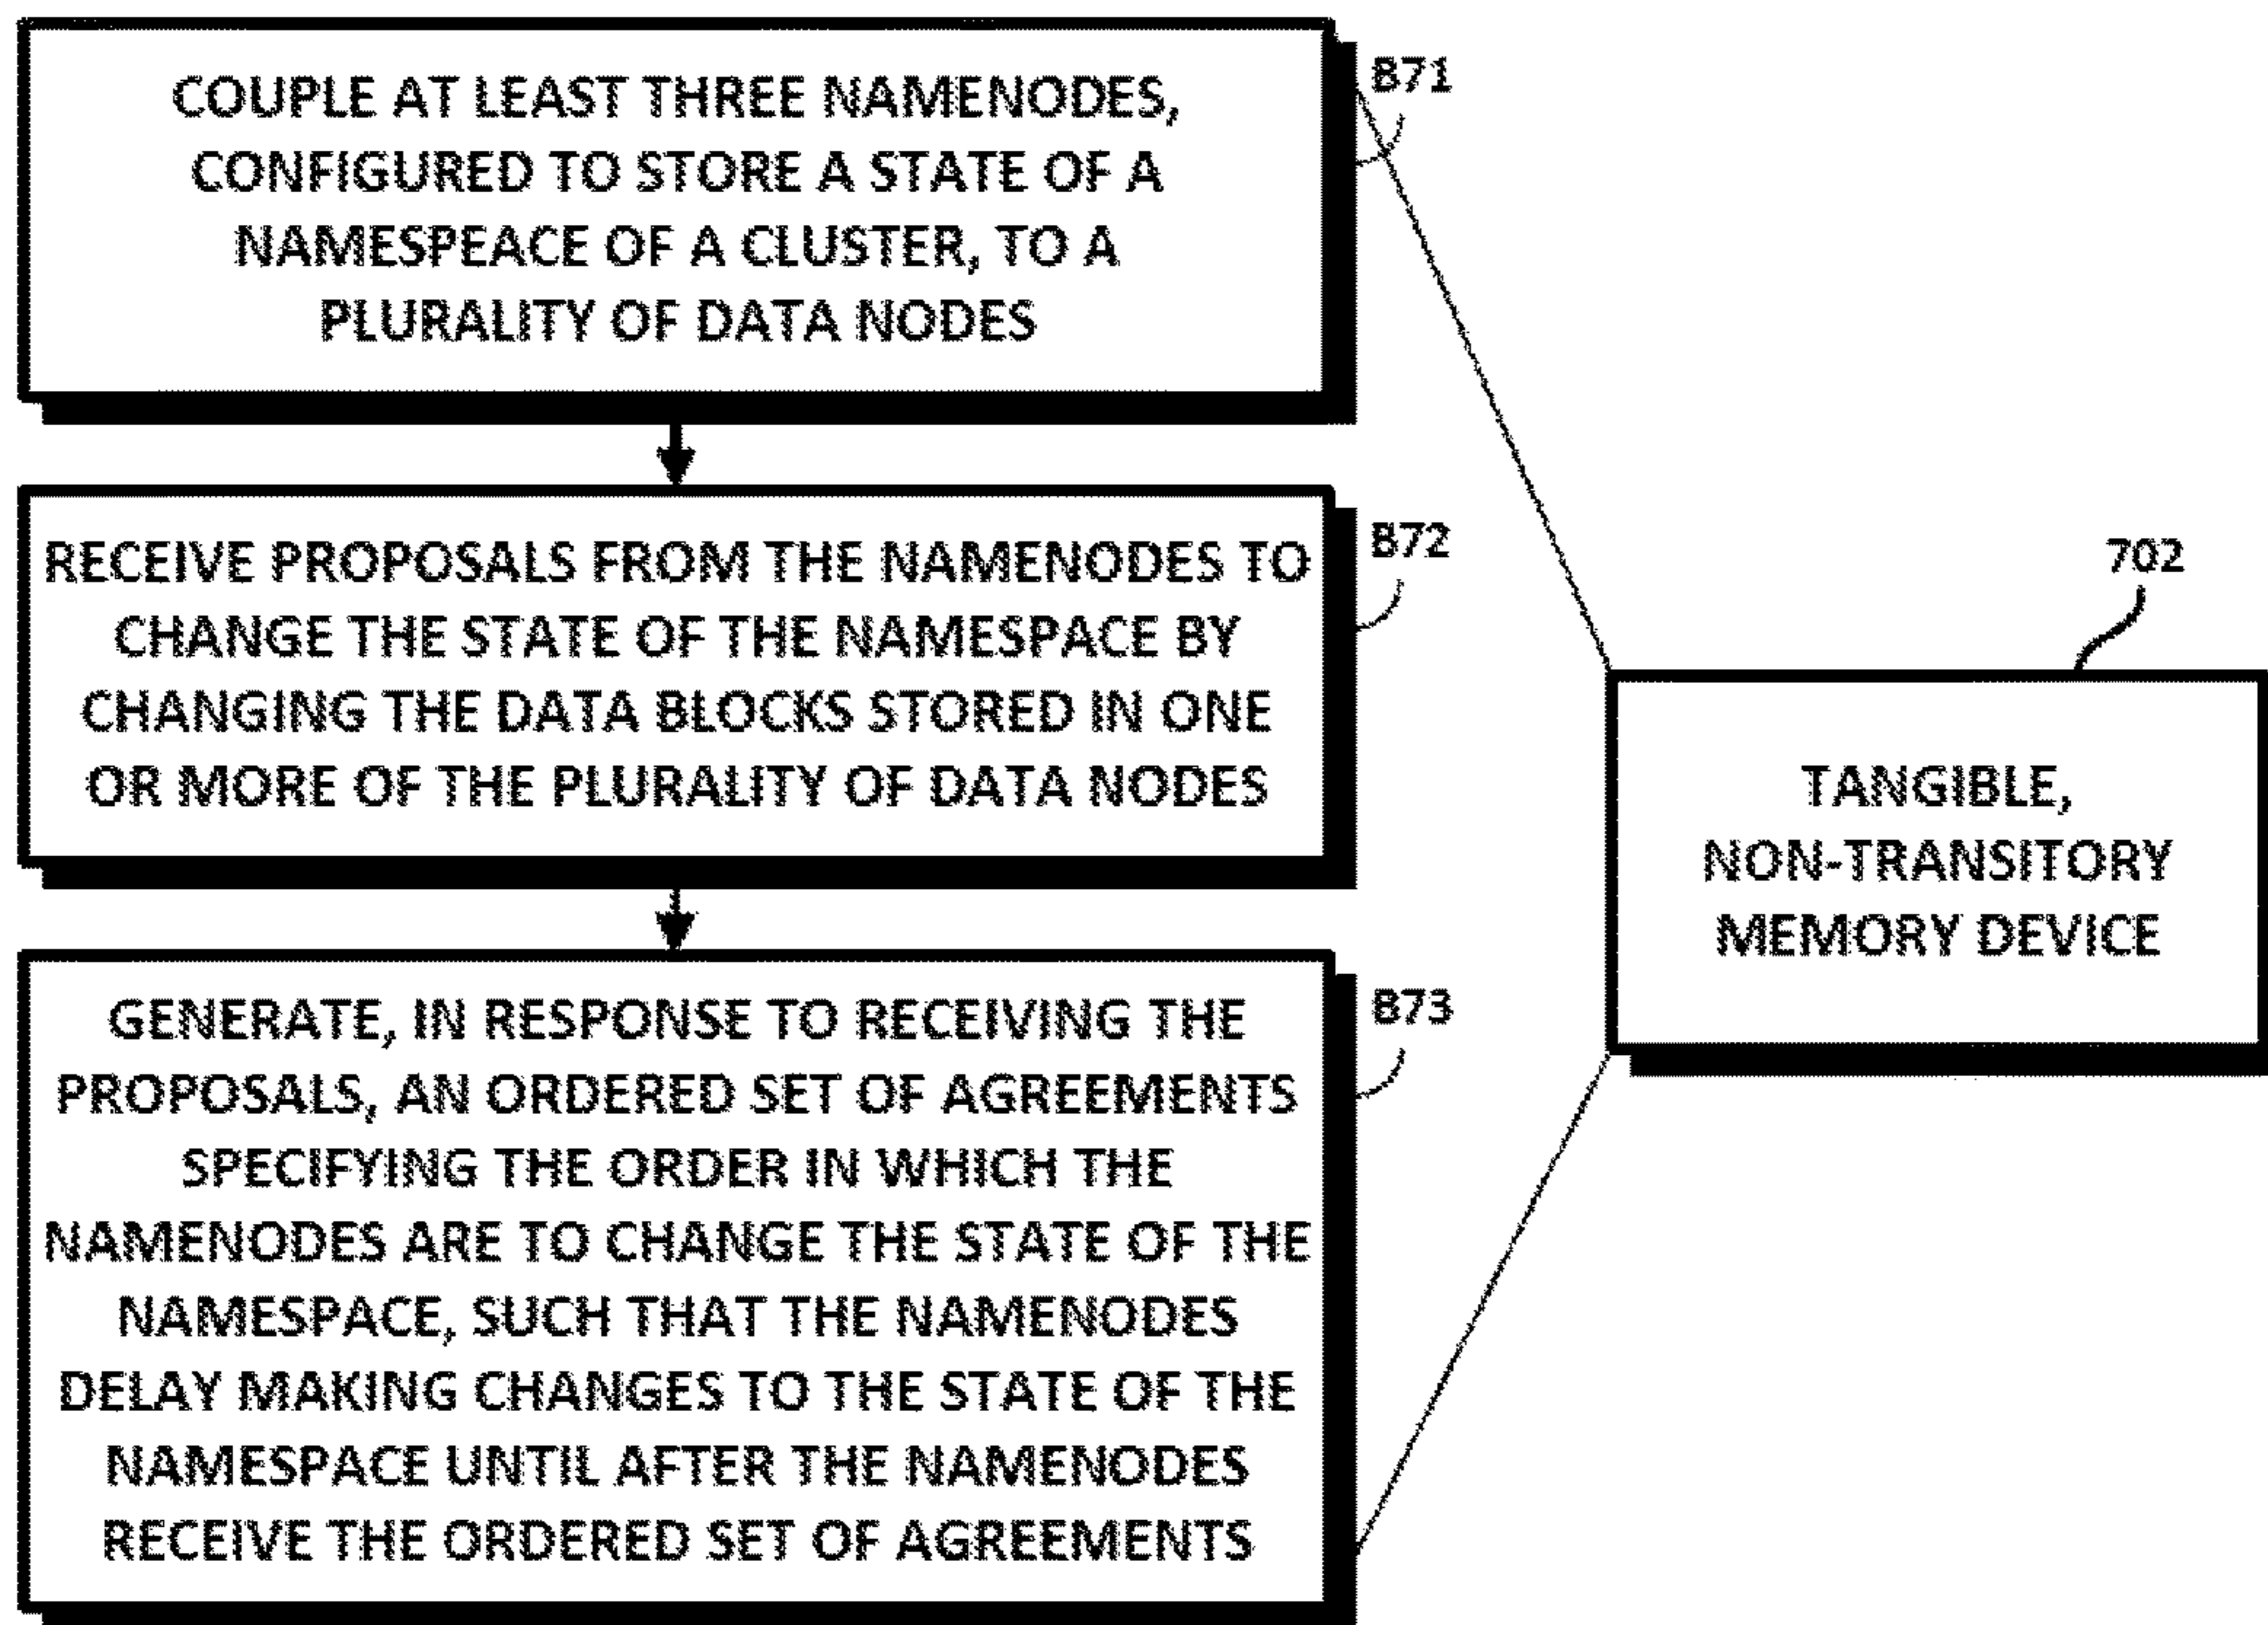 COUPLE AT LEAST THREE NAMENODES,
CONFIGURED TO STORE A STATE OF A
NAMESPEACE OF A CLUSTER, TO A
PLURALITY OF DATA NODES
B71
RECEIVE PROPOSALS FROM THE NAMENODES TO
CHANGE THE STATE OF THE NAMESPACE BY
CHANGING THE DATA BLOCKS STORED IN ONE
OR MORE OF THE PLURALITY OF DATA NODES
B72
GENERATE, IN RESPONSE TO RECEIVING THE
PROPOSALS, AN ORDERED SET OF AGREEMENTS
SPECIFYING THE ORDER IN WHICH THE
NAMENODES ARE TO CHANGE THE STATE OF THE
NAMESPACE, SUCH THAT THE NAMENODES
DELAY MAKING CHANGES TO THE STATE OF THE
NAMESPACE UNTIL AFTER THE NAMENODES
RECEIVE THE ORDERED SET OF AGREEMENTS
B73
702
TANGIBLE,
NON-TRANSITORY
MEMORY DEVICE